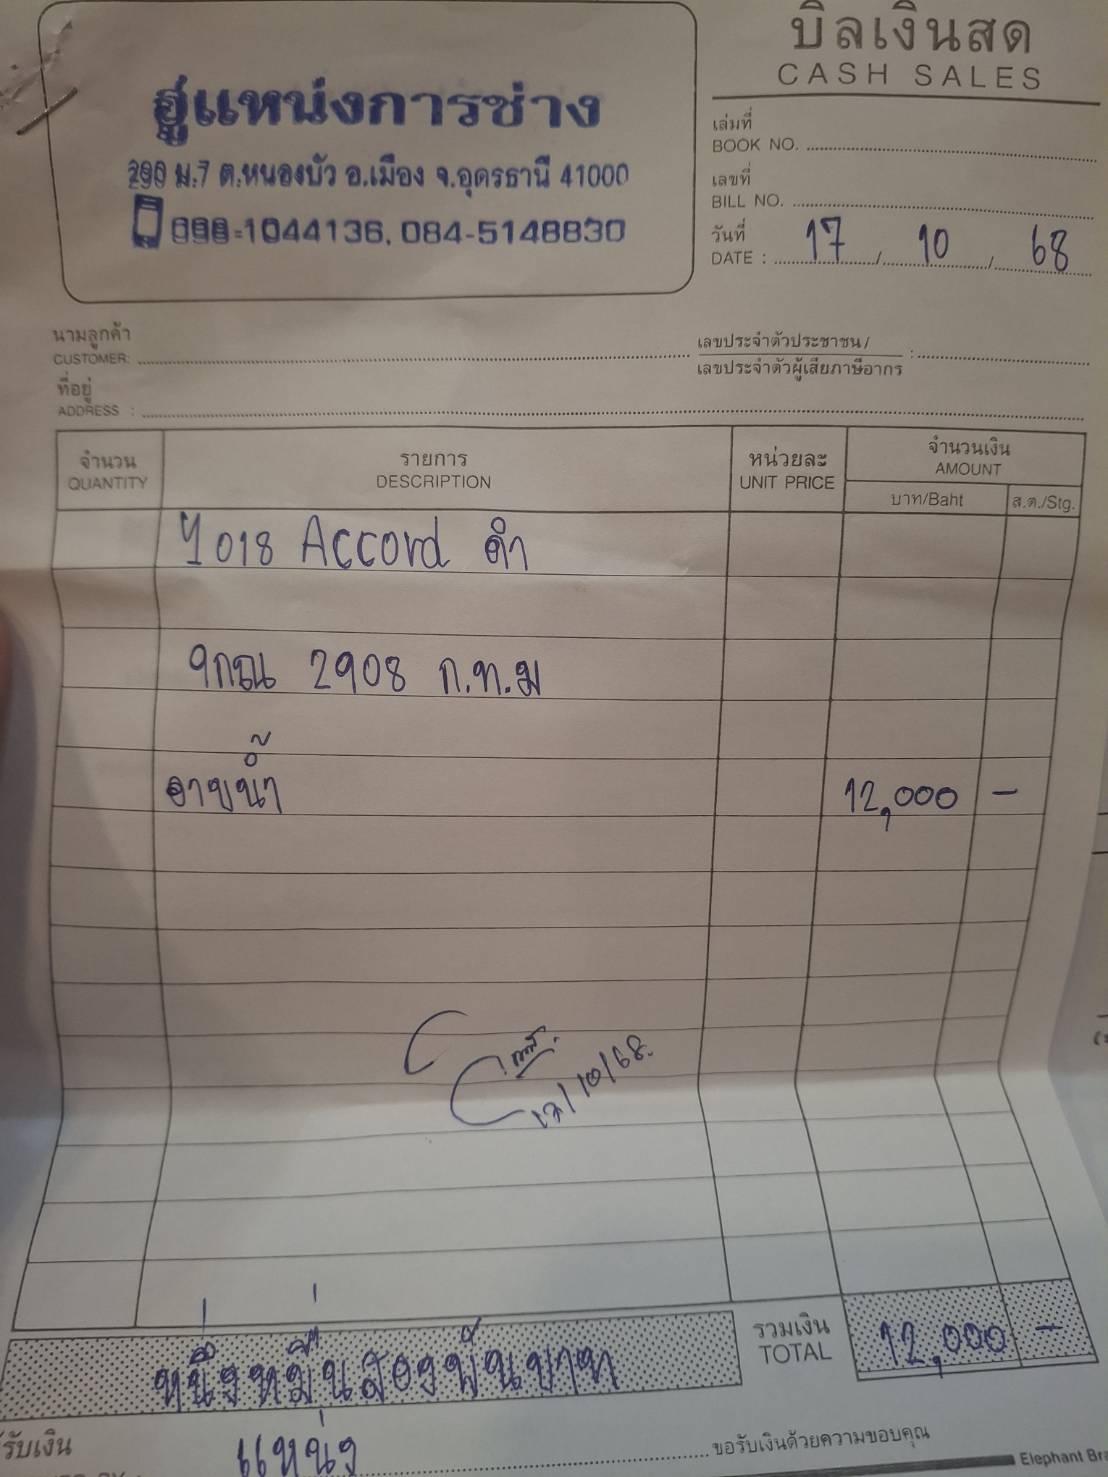 บิลเงินสด
CASH SALES
อู่แหน่งการช่าง
290 ม.7 ต.หนองบัว อ.เมือง จ.อุดรธานี 41000
098-1044136, 084-5148830
เล่มที่
BOOK NO.
เลขที่
BILL NO.
วันที่
DATE : 17 / 10 / 68
นามลูกค้า
CUSTOMER:
เลขประจำตัวประชาชน /
เลขประจำตัวผู้เสียภาษีอากร :
ที่อยู่
ADDRESS :
จำนวน
QUANTITY
รายการ
DESCRIPTION
หน่วยละ
UNIT PRICE
จำนวนเงิน
AMOUNT
บาท/Baht
ส.ต./Stg.
Y018 Accord ดำ
9กฌ 2908 ก.ท.ม
อาบน้ำ 12,000 -
17/10/68.
หนึ่งหมื่นสองพันบาท
รวมเงิน
TOTAL
12,000 -
รับเงิน แหน่ง ขอรับเงินด้วยความขอบคุณ
Elephant Bra